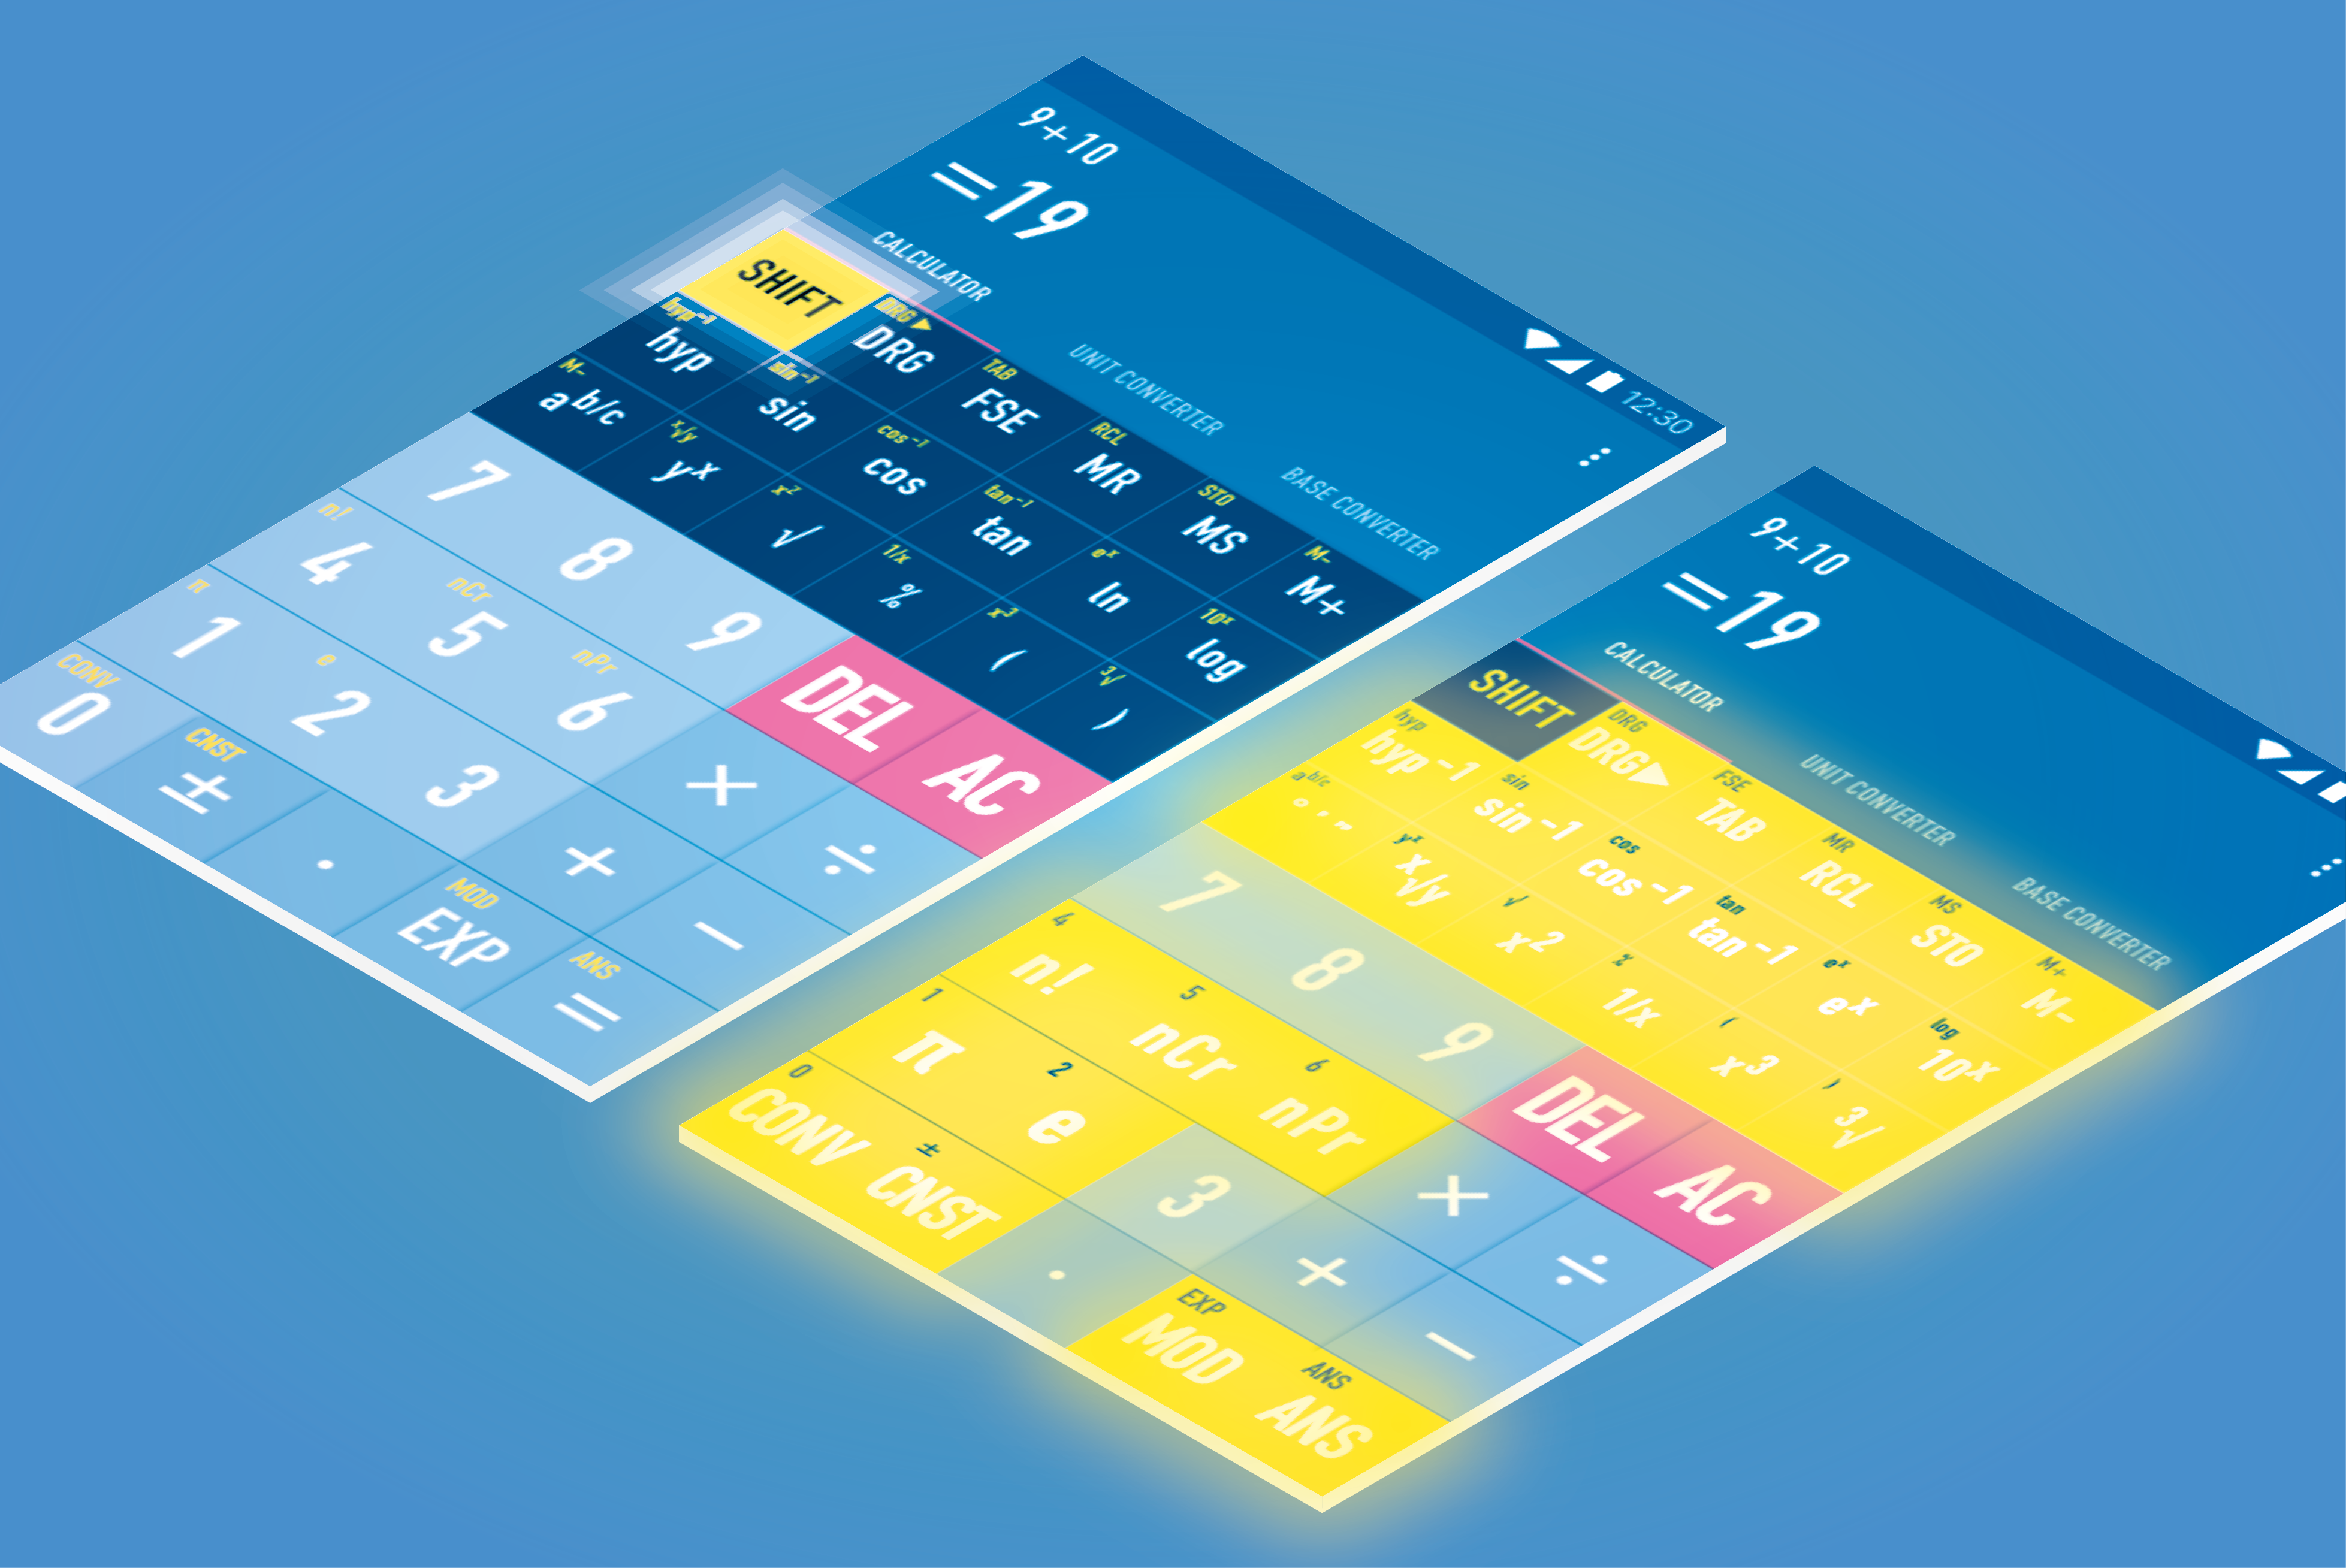 12:30
9+10
=19
CALCULATOR
UNIT CONVERTER
BASE CONVERTER
SHIFT
DRG▶
DRG
TAB
FSE
RCL
MR
STO
MS
M-
M+
hyp⁻¹
hyp
sin⁻¹
sin
cos⁻¹
cos
tan⁻¹
tan
eˣ
ln
10ˣ
log
M-
a b/c
ˣ√y
yˣ
x²
√
1/x
%
x³
(
³√
)
7
8
9
DEL
AC
n!
4
nCr
5
nPr
6
×
÷
π
1
e
2
3
+
−
CONV
0
CNST
±
.
MOD
EXP
ANS
=
9+10
=19
CALCULATOR
UNIT CONVERTER
BASE CONVERTER
SHIFT
DRG
DRG▶
FSE
TAB
MR
RCL
MS
STO
M+
M-
hyp
hyp⁻¹
sin
sin⁻¹
cos
cos⁻¹
tan
tan⁻¹
eˣ
eˣ
log
10ˣ
a b/c
° ' "
yˣ
ˣ√y
√
x²
%
1/x
(
x³
)
³√
7
8
9
DEL
AC
4
n!
5
nCr
6
nPr
×
÷
1
π
2
e
3
+
−
0
CONV
±
CNST
.
EXP
MOD
ANS
ANS